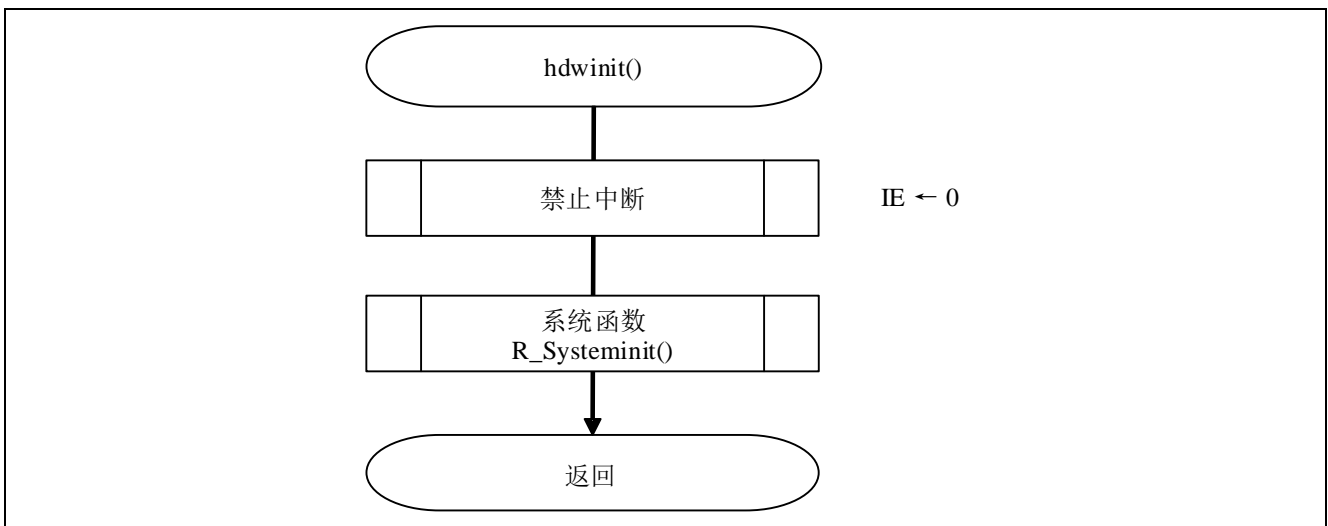 hdwinit()
禁止中断
IE ← 0
系统函数
R_Systeminit()
返回